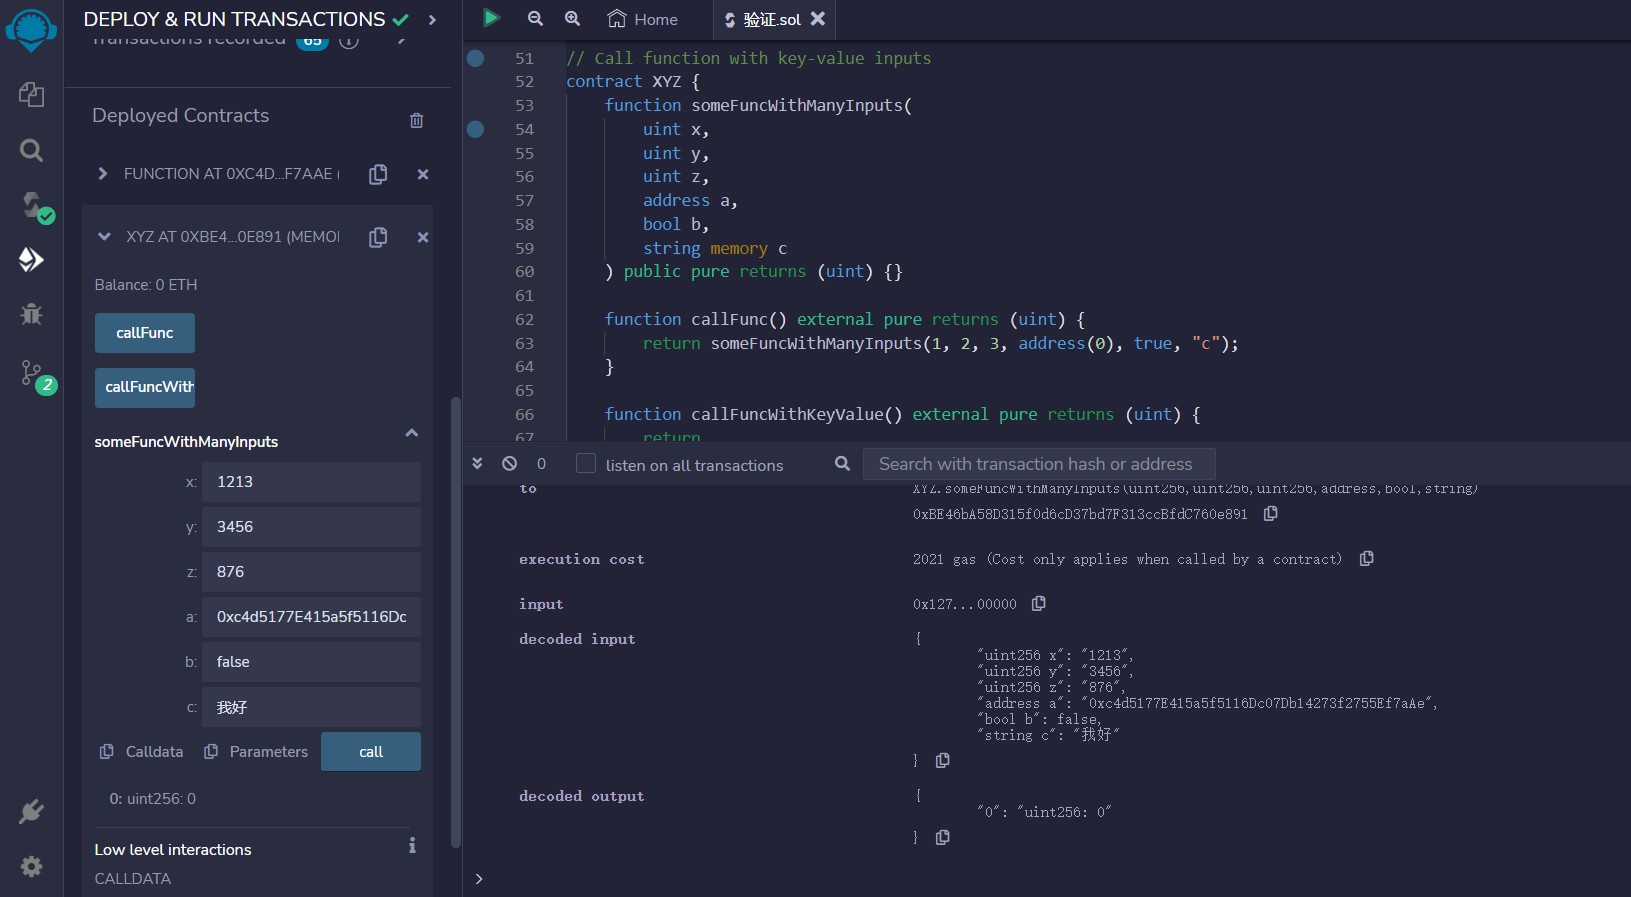 DEPLOY & RUN TRANSACTIONS
Transactions recorded 65 i
Deployed Contracts
FUNCTION AT 0XC4D...F7AAE (
XYZ AT 0XBE4...0E891 (MEMOI
Balance: 0 ETH
callFunc
callFuncWith
someFuncWithManyInputs
x: 1213
y: 3456
z: 876
a: 0xc4d5177E415a5f5116Dc
b: false
c: 我好
Calldata Parameters call
0: uint256: 0
Low level interactions
CALLDATA
2
Home 验证.sol
51 // Call function with key-value inputs
52 contract XYZ {
53 function someFuncWithManyInputs(
54 uint x,
55 uint y,
56 uint z,
57 address a,
58 bool b,
59 string memory c
60 ) public pure returns (uint) {}
61
62 function callFunc() external pure returns (uint) {
63 return someFuncWithManyInputs(1, 2, 3, address(0), true, "c");
64 }
65
66 function callFuncWithKeyValue() external pure returns (uint) {
67 return
0 listen on all transactions Search with transaction hash or address
to XYZ.someFuncWithManyInputs(uint256,uint256,uint256,address,bool,string)
0xBE46bA58D315f0d6cD37bd7F313ccBfdC760e891
execution cost 2021 gas (Cost only applies when called by a contract)
input 0x127...00000
decoded input {
"uint256 x": "1213",
"uint256 y": "3456",
"uint256 z": "876",
"address a": "0xc4d5177E415a5f5116Dc07Db14273f2755Ef7aAe",
"bool b": false,
"string c": "我好"
}
decoded output {
"0": "uint256: 0"
}
>